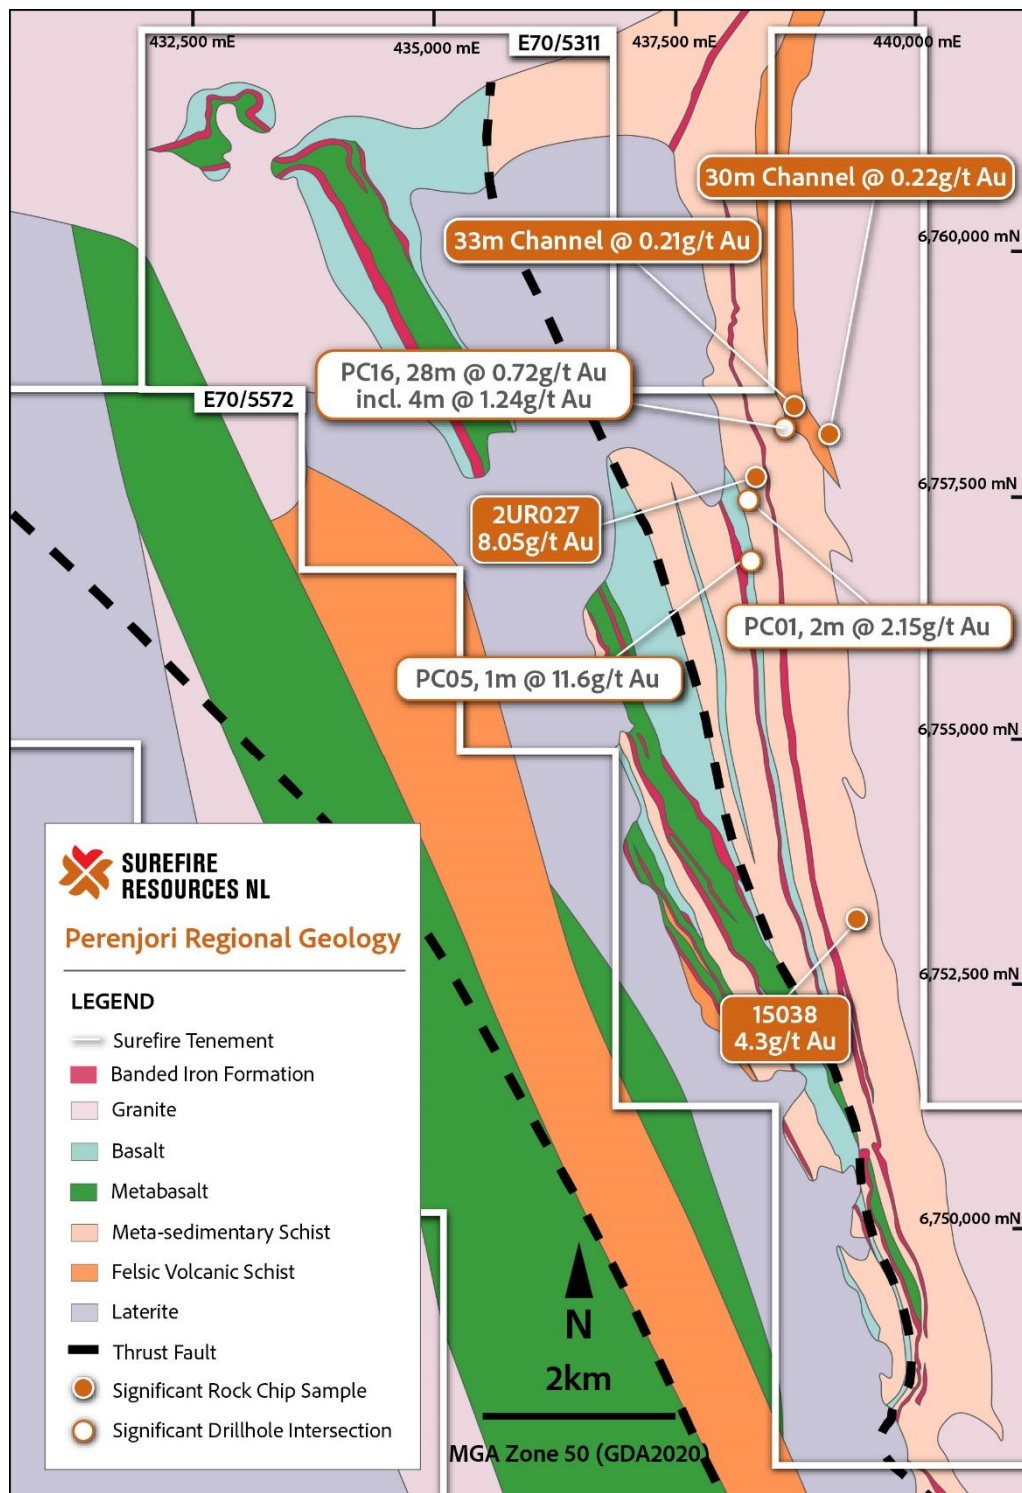 432,500 mE
435,000 mE
E70/5311
437,500 mE
440,000 mE
30m Channel @ 0.22g/t Au
33m Channel @ 0.21g/t Au
6,760,000 mN
PC16, 28m @ 0.72g/t Au
incl. 4m @ 1.24g/t Au
E70/5572
6,757,500 mN
2UR027
8.05g/t Au
PC01, 2m @ 2.15g/t Au
PC05, 1m @ 11.6g/t Au
6,755,000 mN
SUREFIRE
RESOURCES NL
Perenjori Regional Geology
6,752,500 mN
15038
4.3g/t Au
LEGEND
Surefire Tenement
Banded Iron Formation
Granite
Basalt
Metabasalt
Meta-sedimentary Schist
Felsic Volcanic Schist
Laterite
Thrust Fault
Significant Rock Chip Sample
Significant Drillhole Intersection
6,750,000 mN
N
2km
MGA Zone 50 (GDA2020)